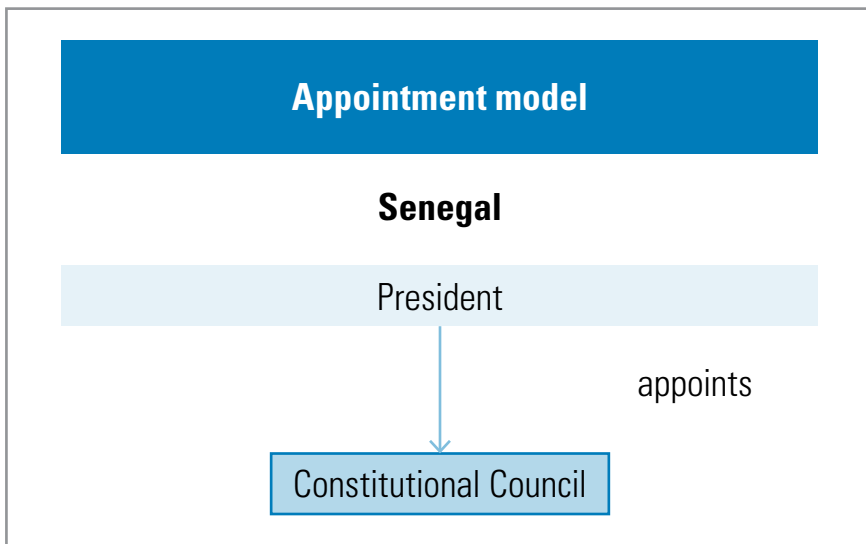 Appointment model
Senegal
President
appoints
Constitutional Council